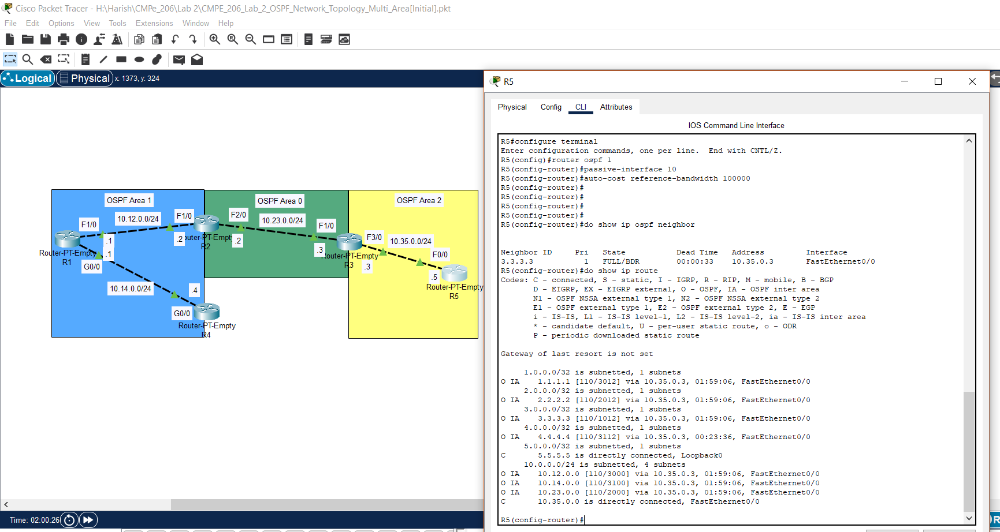 Cisco Packet Tracer - H:\Harish\CMPe_206\Lab 2\CMPE_206_Lab_2_OSPF_Network_Topology_Multi_Area[Initial].pkt
File Edit Options View Tools Extensions Window Help
Logical Physical x: 1373, y: 324
OSPF Area 1
OSPF Area 0
OSPF Area 2
F1/0
10.12.0.0/24
F1/0
F2/0
10.23.0.0/24
F1/0
F3/0
10.35.0.0/24
F0/0
.1
.1
.2
.2
.3
.3
.5
Router-PT-Empty
R1
outer-PT-Empty
R2
outer-PT-Empty
R3
Router-PT-Empty
R5
G0/0
10.14.0.0/24
.4
G0/0
Router-PT-Empty
R4
Time: 02:00:26
R5
Physical Config CLI Attributes
IOS Command Line Interface
R5#configure terminal
Enter configuration commands, one per line. End with CNTL/Z.
R5(config)#router ospf 1
R5(config-router)#passive-interface l0
R5(config-router)#auto-cost reference-bandwidth 100000
R5(config-router)#
R5(config-router)#
R5(config-router)#
R5(config-router)#
R5(config-router)#do show ip ospf neighbor
Neighbor ID Pri State Dead Time Address Interface
3.3.3.3 1 FULL/BDR 00:00:33 10.35.0.3 FastEthernet0/0
R5(config-router)#do show ip route
Codes: C - connected, S - static, I - IGRP, R - RIP, M - mobile, B - BGP
D - EIGRP, EX - EIGRP external, O - OSPF, IA - OSPF inter area
N1 - OSPF NSSA external type 1, N2 - OSPF NSSA external type 2
E1 - OSPF external type 1, E2 - OSPF external type 2, E - EGP
i - IS-IS, L1 - IS-IS level-1, L2 - IS-IS level-2, ia - IS-IS inter area
* - candidate default, U - per-user static route, o - ODR
P - periodic downloaded static route
Gateway of last resort is not set
1.0.0.0/32 is subnetted, 1 subnets
O IA 1.1.1.1 [110/3012] via 10.35.0.3, 01:59:06, FastEthernet0/0
2.0.0.0/32 is subnetted, 1 subnets
O IA 2.2.2.2 [110/2012] via 10.35.0.3, 01:59:06, FastEthernet0/0
3.0.0.0/32 is subnetted, 1 subnets
O IA 3.3.3.3 [110/1012] via 10.35.0.3, 01:59:06, FastEthernet0/0
4.0.0.0/32 is subnetted, 1 subnets
O IA 4.4.4.4 [110/3112] via 10.35.0.3, 00:23:36, FastEthernet0/0
5.0.0.0/32 is subnetted, 1 subnets
C 5.5.5.5 is directly connected, Loopback0
10.0.0.0/24 is subnetted, 4 subnets
O IA 10.12.0.0 [110/3000] via 10.35.0.3, 01:59:06, FastEthernet0/0
O IA 10.14.0.0 [110/3100] via 10.35.0.3, 01:59:06, FastEthernet0/0
O IA 10.23.0.0 [110/2000] via 10.35.0.3, 01:59:06, FastEthernet0/0
C 10.35.0.0 is directly connected, FastEthernet0/0
R5(config-router)#